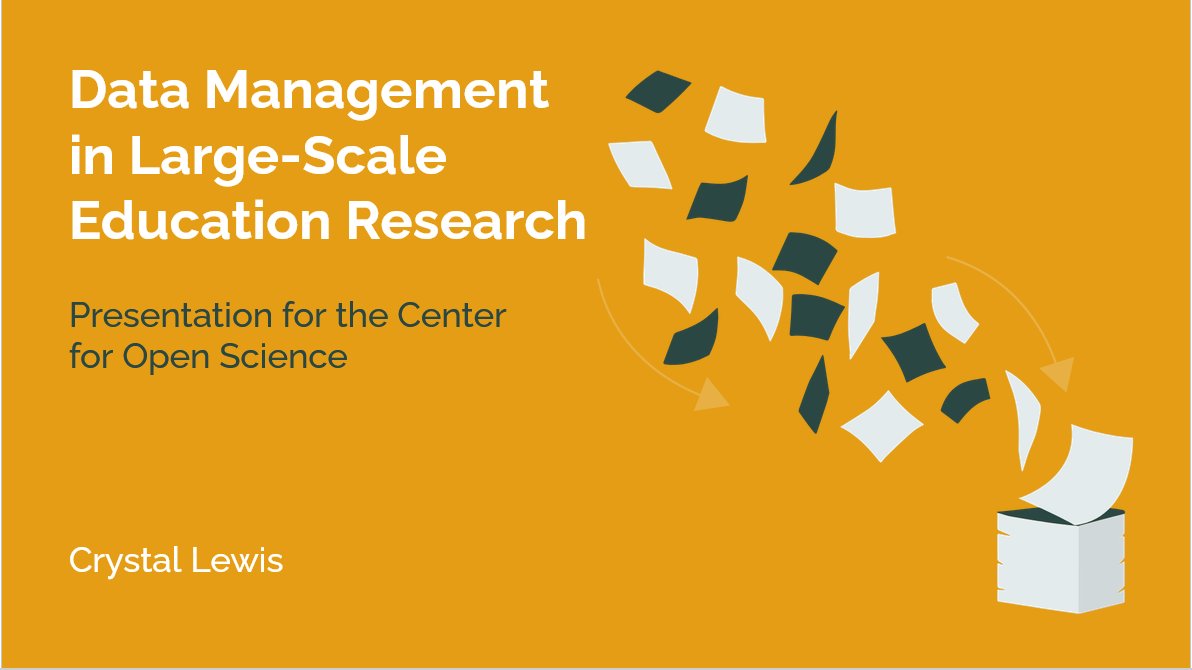 Data Management
in Large-Scale
Education Research
Presentation for the Center
for Open Science
Crystal Lewis